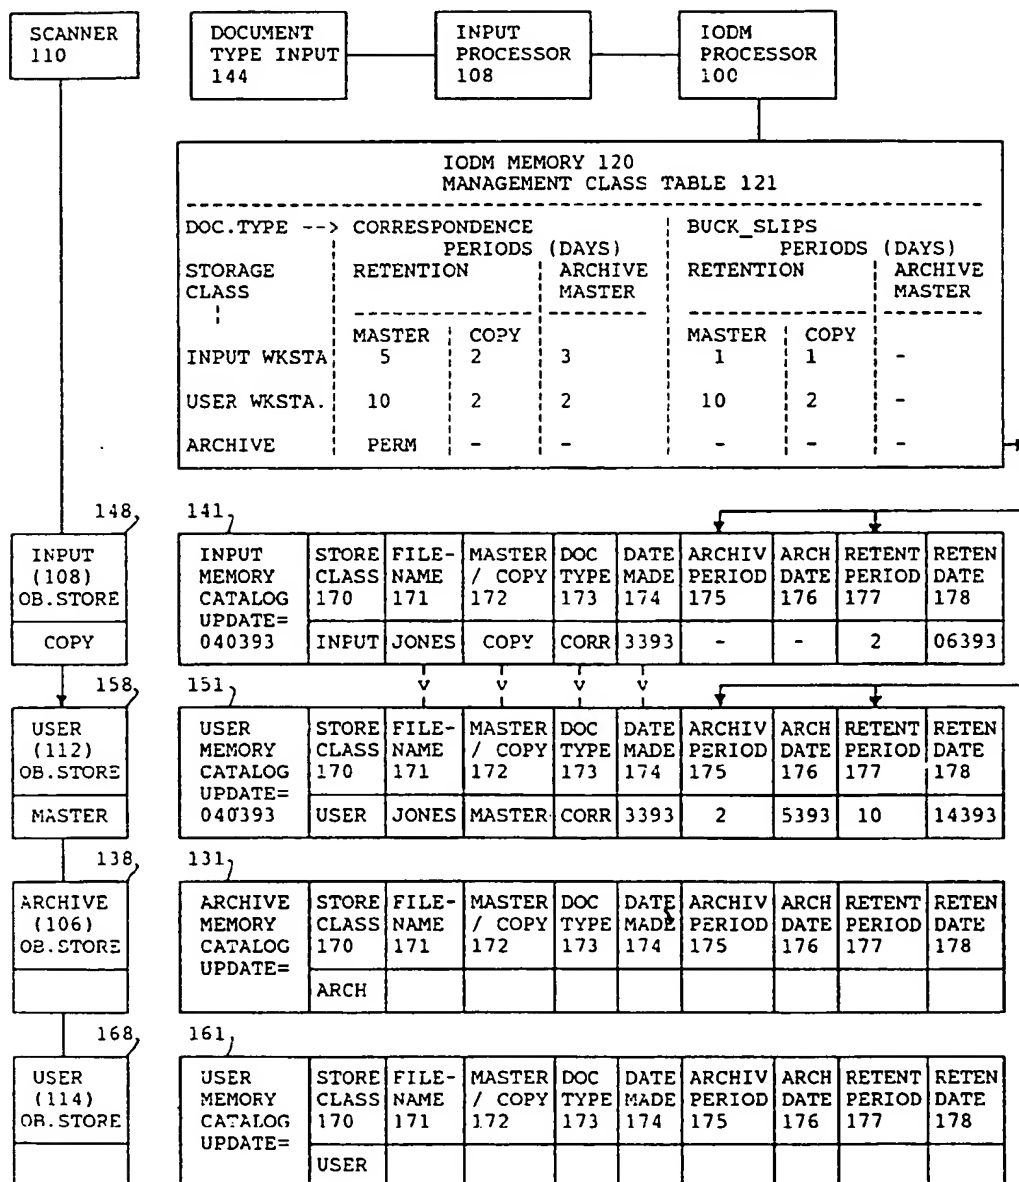 SCANNER
110
DOCUMENT
TYPE INPUT
144
INPUT
PROCESSOR
108
IODM
PROCESSOR
100
IODM MEMORY 120
MANAGEMENT CLASS TABLE 121
DOC.TYPE --> CORRESPONDENCE BUCK_SLIPS
PERIODS (DAYS) PERIODS (DAYS)
STORAGE RETENTION ARCHIVE RETENTION ARCHIVE
CLASS MASTER MASTER
MASTER COPY MASTER COPY
INPUT WKSTA 5 2 3 1 1 -
USER WKSTA. 10 2 2 10 2 -
ARCHIVE PERM - - - - -
148 141
INPUT
(108)
OB.STORE
COPY
INPUT STORE FILE- MASTER DOC DATE ARCHIV ARCH RETENT RETEN
MEMORY CLASS NAME / COPY TYPE MADE PERIOD DATE PERIOD DATE
CATALOG 170 171 172 173 174 175 176 177 178
UPDATE=
040393 INPUT JONES COPY CORR 3393 - - 2 06393
v v v v
158 151
USER
(112)
OB.STORE
MASTER
USER STORE FILE- MASTER DOC DATE ARCHIV ARCH RETENT RETEN
MEMORY CLASS NAME / COPY TYPE MADE PERIOD DATE PERIOD DATE
CATALOG 170 171 172 173 174 175 176 177 178
UPDATE=
040393 USER JONES MASTER CORR 3393 2 5393 10 14393
138 131
ARCHIVE
(106)
OB.STORE
ARCHIVE STORE FILE- MASTER DOC DATE ARCHIV ARCH RETENT RETEN
MEMORY CLASS NAME / COPY TYPE MADE PERIOD DATE PERIOD DATE
CATALOG 170 171 172 173 174 175 176 177 178
UPDATE=
ARCH
168 161
USER
(114)
OB.STORE
USER STORE FILE- MASTER DOC DATE ARCHIV ARCH RETENT RETEN
MEMORY CLASS NAME / COPY TYPE MADE PERIOD DATE PERIOD DATE
CATALOG 170 171 172 173 174 175 176 177 178
UPDATE=
USER